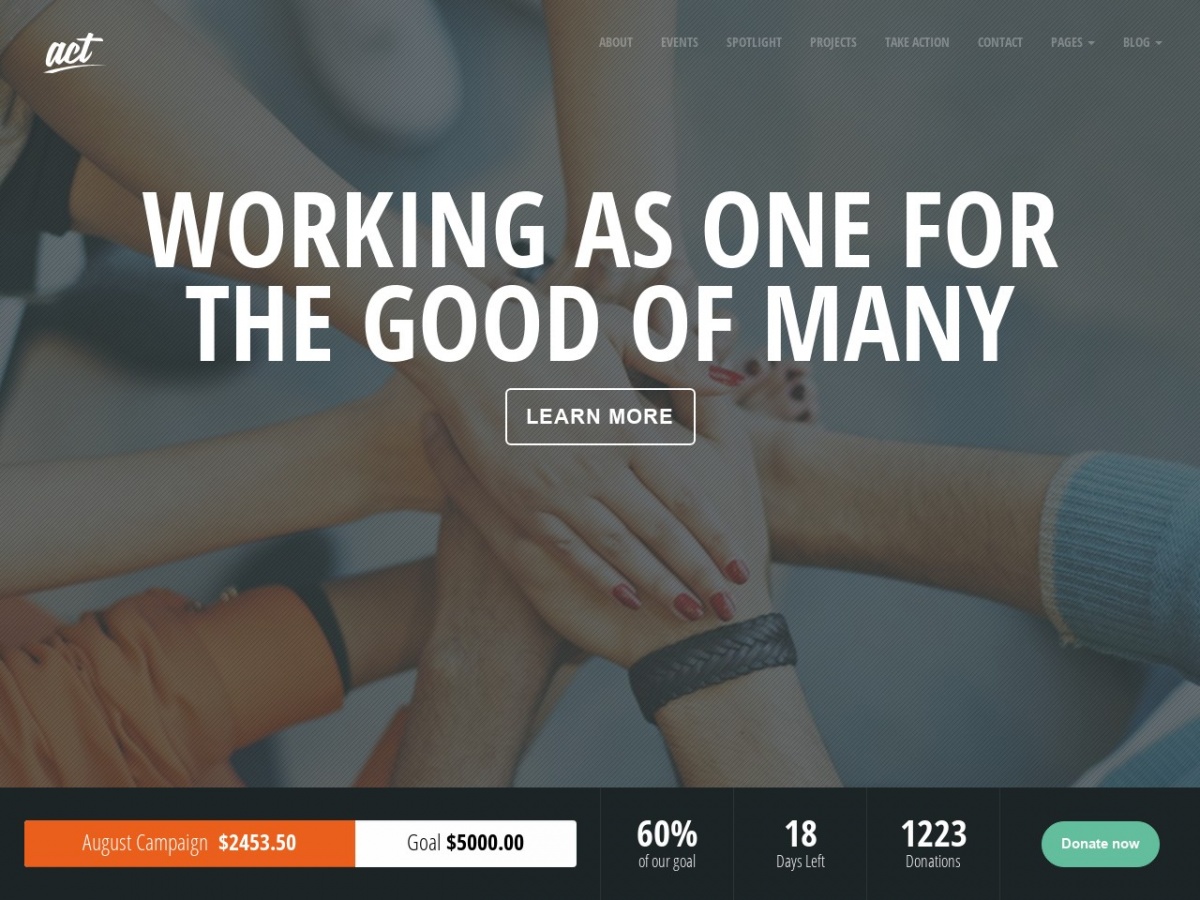 act
ABOUT EVENTS SPOTLIGHT PROJECTS TAKE ACTION CONTACT PAGES BLOG
WORKING AS ONE FOR
THE GOOD OF MANY
LEARN MORE
August Campaign $2453.50 Goal $5000.00
60%
of our goal
18
Days Left
1223
Donations
Donate now